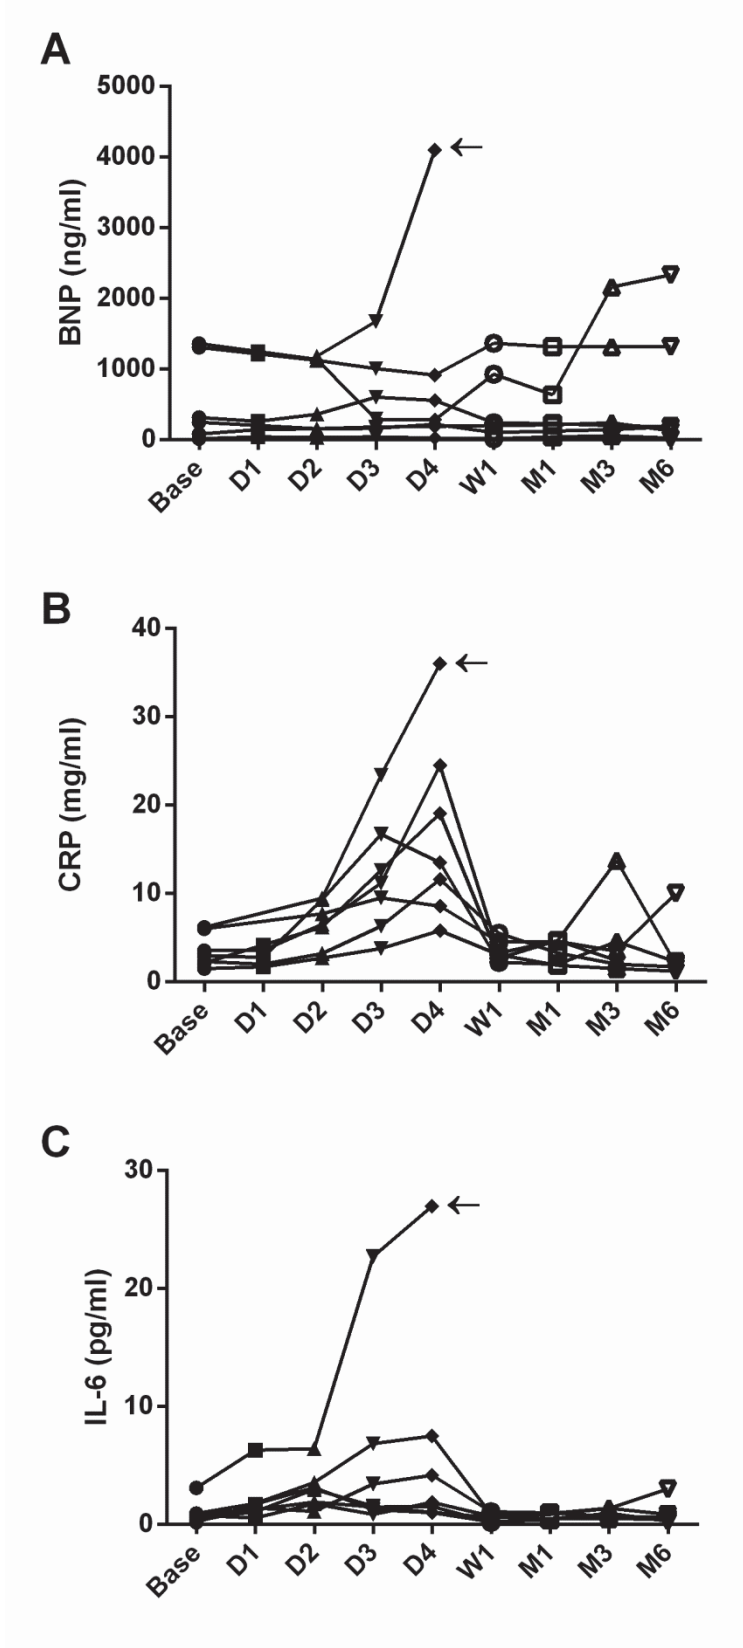 A
BNP (ng/ml)
5000
4000
3000
2000
1000
0
Base D1 D2 D3 D4 W1 M1 M3 M6
B
CRP (mg/ml)
40
30
20
10
0
Base D1 D2 D3 D4 W1 M1 M3 M6
C
IL-6 (pg/ml)
30
20
10
0
Base D1 D2 D3 D4 W1 M1 M3 M6